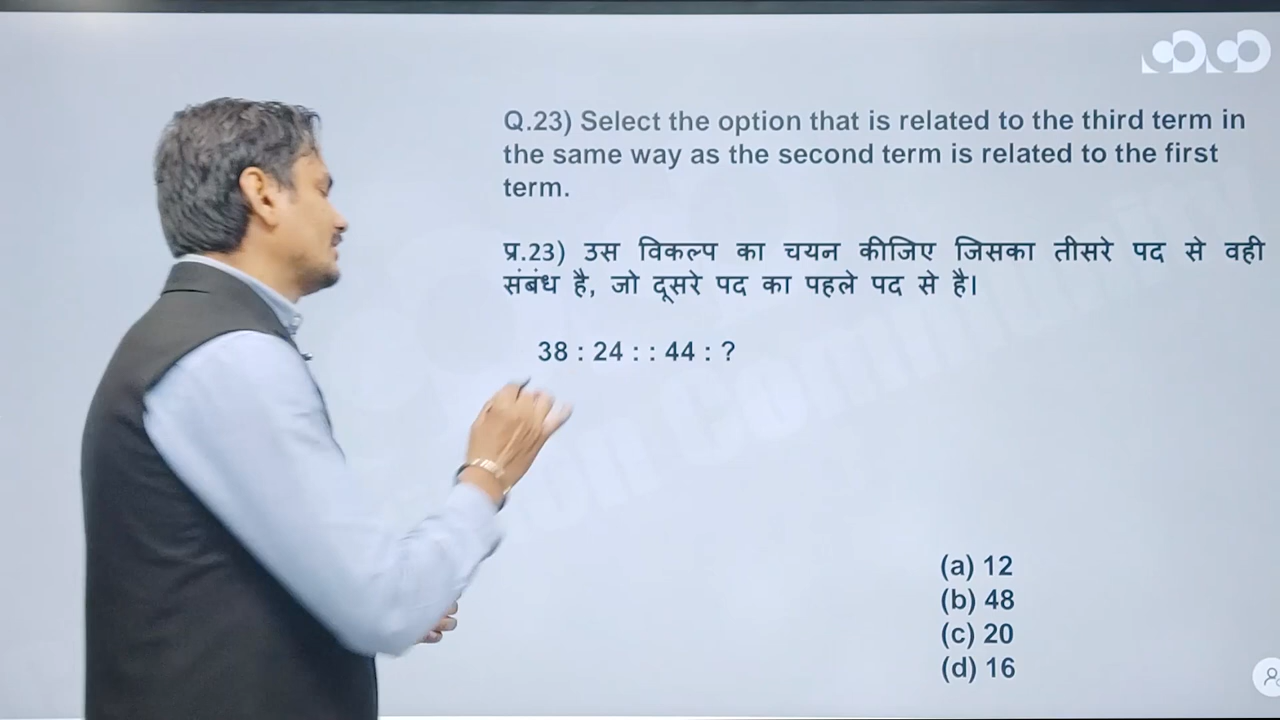 Q.23) Select the option that is related to the third term in
the same way as the second term is related to the first
term.
प्र.23) उस विकल्प का चयन कीजिए जिसका तीसरे पद से वही
संबंध है, जो दूसरे पद का पहले पद से है।
38 : 24 : : 44 : ?
(a) 12
(b) 48
(c) 20
(d) 16